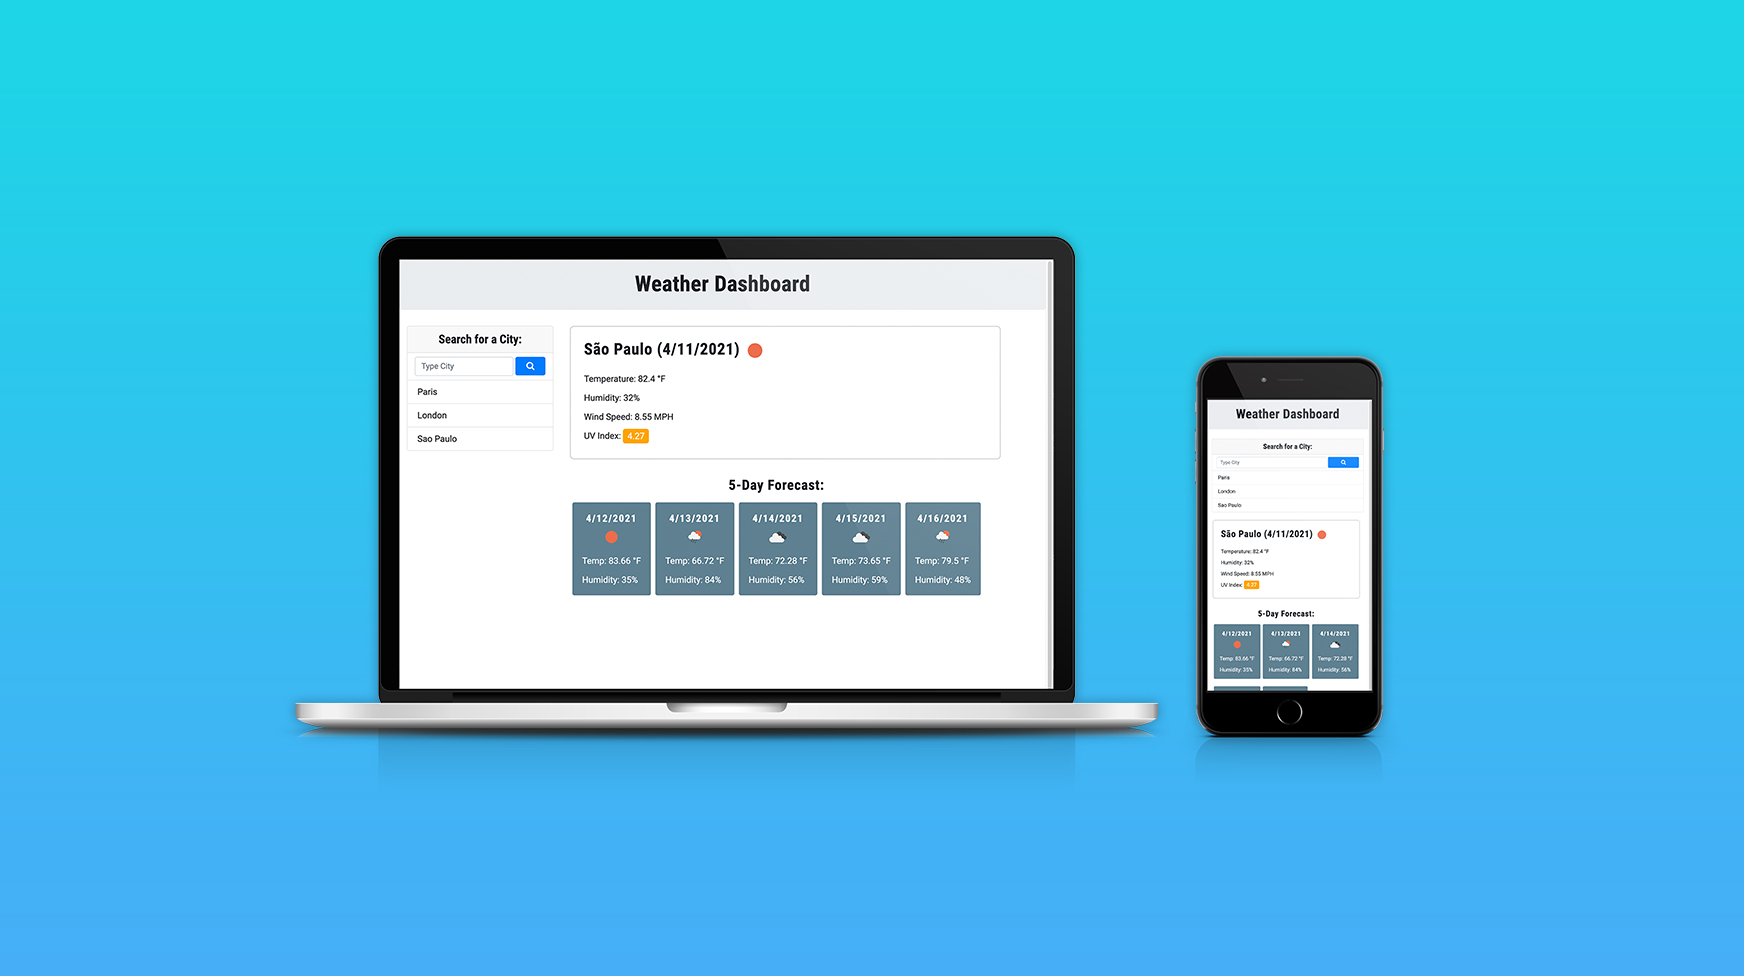 Weather Dashboard
Search for a City:
Type City
Paris
London
Sao Paulo
São Paulo (4/11/2021)
Temperature: 82.4 °F
Humidity: 32%
Wind Speed: 8.55 MPH
UV Index: 4.27
5-Day Forecast:
4/12/2021 4/13/2021 4/14/2021 4/15/2021 4/16/2021
Temp: 83.66 °F Temp: 66.72 °F Temp: 72.28 °F Temp: 73.65 °F Temp: 79.5 °F
Humidity: 35% Humidity: 84% Humidity: 56% Humidity: 59% Humidity: 48%
Weather Dashboard
Search for a City:
Type City
Paris
London
Sao Paulo
São Paulo (4/11/2021)
Temperature: 82.4 °F
Humidity: 32%
Wind Speed: 8.55 MPH
UV Index: 4.27
5-Day Forecast:
4/12/2021 4/13/2021 4/14/2021
Temp: 83.66 °F Temp: 66.72 °F Temp: 72.28 °F
Humidity: 35% Humidity: 84% Humidity: 56%